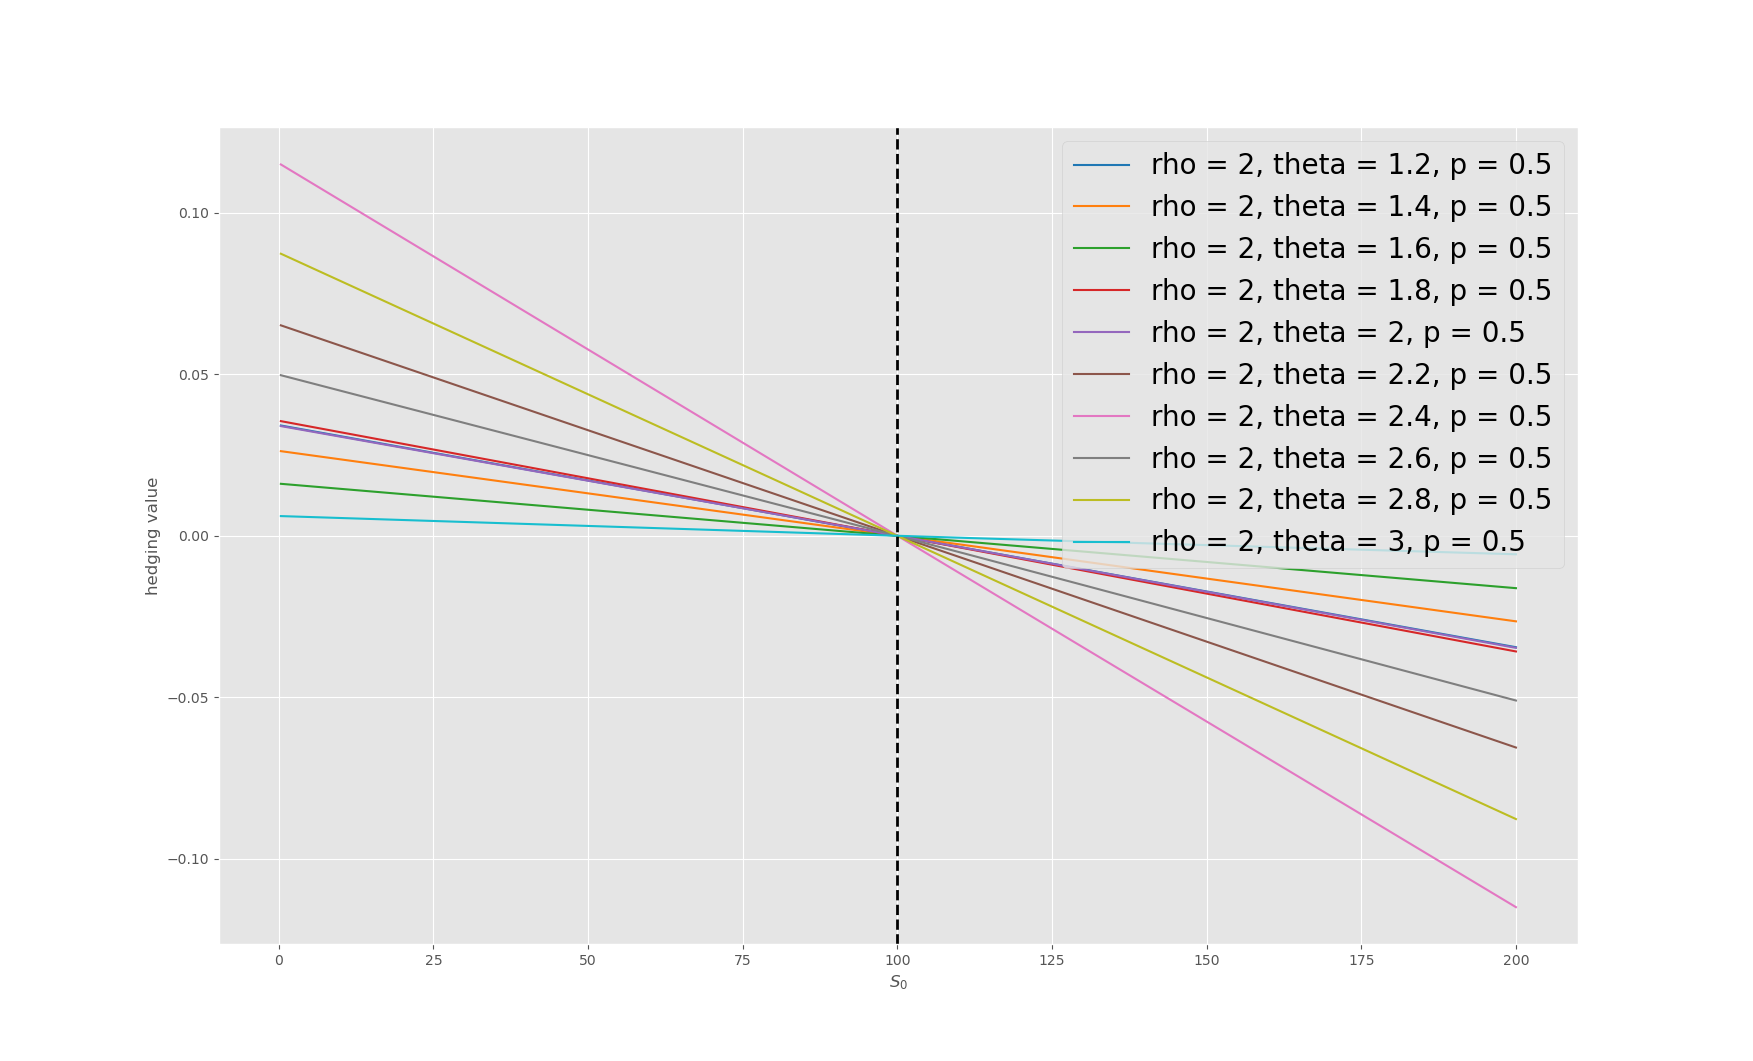 rho = 2, theta = 1.2, p = 0.5
rho = 2, theta = 1.4, p = 0.5
rho = 2, theta = 1.6, p = 0.5
rho = 2, theta = 1.8, p = 0.5
rho = 2, theta = 2, p = 0.5
rho = 2, theta = 2.2, p = 0.5
rho = 2, theta = 2.4, p = 0.5
rho = 2, theta = 2.6, p = 0.5
rho = 2, theta = 2.8, p = 0.5
rho = 2, theta = 3, p = 0.5
hedging value
0.10
0.05
0.00
−0.05
−0.10
0 25 50 75 100 125 150 175 200
S₀